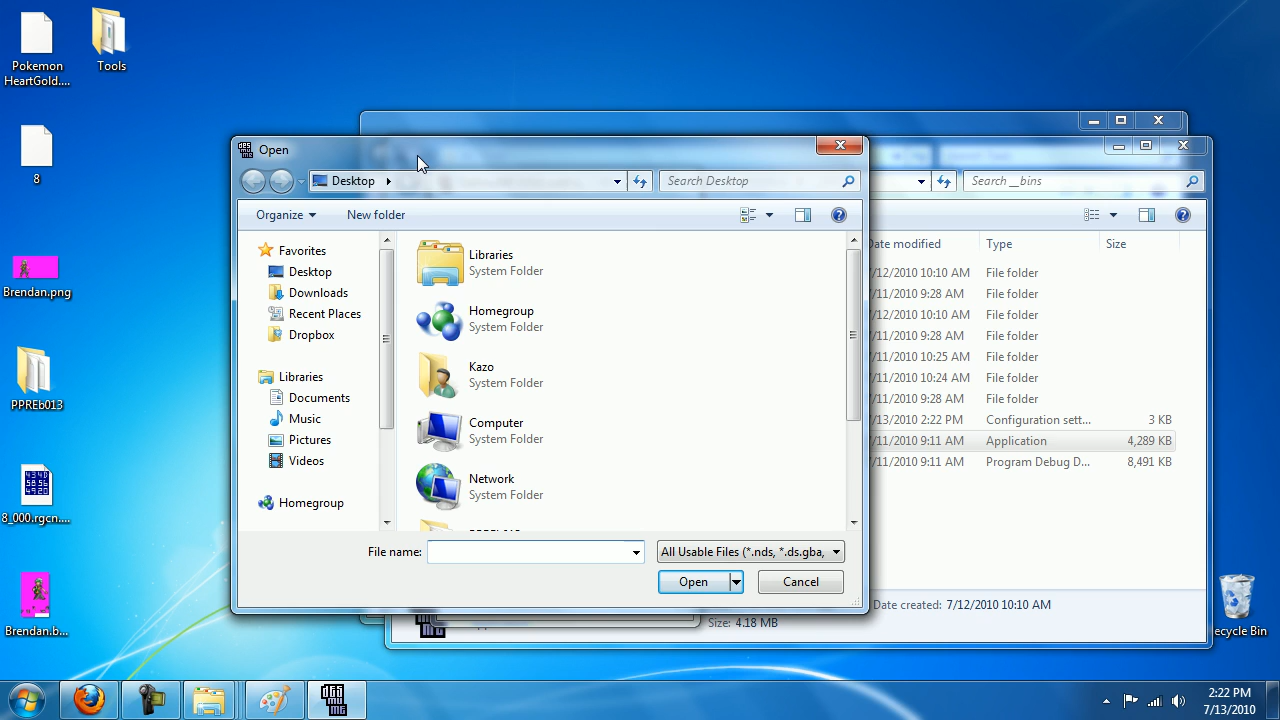 Pokemon
HeartGold....
Tools
8
Brendan.png
PPREb013
8_000.rgcn....
Brendan.b...
Open
Desktop
Search Desktop
Organize
New folder
Favorites
Desktop
Downloads
Recent Places
Dropbox
Libraries
Documents
Music
Pictures
Videos
Homegroup
Libraries
System Folder
Homegroup
System Folder
Kazo
System Folder
Computer
System Folder
Network
System Folder
File name:
All Usable Files (*.nds, *.ds.gba,
Open
Cancel
Search __bins
Date modified Type Size
7/12/2010 10:10 AM File folder
7/11/2010 9:28 AM File folder
7/12/2010 10:10 AM File folder
7/11/2010 9:28 AM File folder
7/11/2010 10:25 AM File folder
7/11/2010 10:24 AM File folder
7/11/2010 9:28 AM File folder
7/13/2010 2:22 PM Configuration sett... 3 KB
7/11/2010 9:11 AM Application 4,289 KB
7/11/2010 9:11 AM Program Debug D... 8,491 KB
Date created: 7/12/2010 10:10 AM
Size: 4.18 MB
ecycle Bin
2:22 PM
7/13/2010